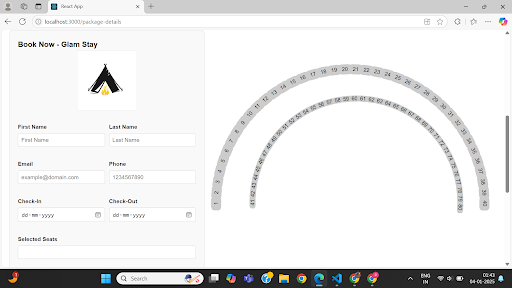 React App
localhost:3000/package-details
Book Now - Glam Stay
First Name
Last Name
First Name
Last Name
Email
Phone
example@domain.com
1234567890
Check-In
Check-Out
dd-mm-yyyy
dd-mm-yyyy
Selected Seats
1 2 3 4 5 6 7 8 9 10 11 12 13 14 15 16 17 18 19 20 21 22 23 24 25 26 27 28 29 30 31 32 33 34 35 36 37 38 39 40
41 42 43 44 45 46 47 48 49 50 51 52 53 54 55 56 57 58 59 60 61 62 63 64 65 66 67 68 69 70 71 72 73 74 75 76 77 78 79 80
Search
ENG
IN
03:43
04-01-2025